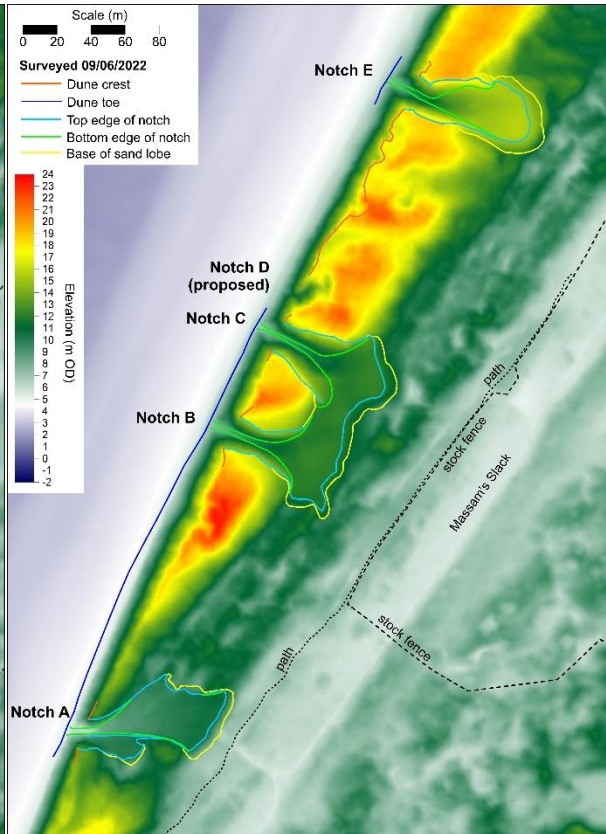 Scale (m)
0 20 40 60 80
Surveyed 09/06/2022
Dune crest
Dune toe
Top edge of notch
Bottom edge of notch
Base of sand lobe
24
23
22
21
20
19
18
17
16
15
14
13
12
11
10
9
8
7
6
5
4
3
2
1
0
-1
-2
Elevation (m OD)
Notch E
Notch D
(proposed)
Notch C
Notch B
Notch A
path
stock fence
Massam's Slack
stock fence
path